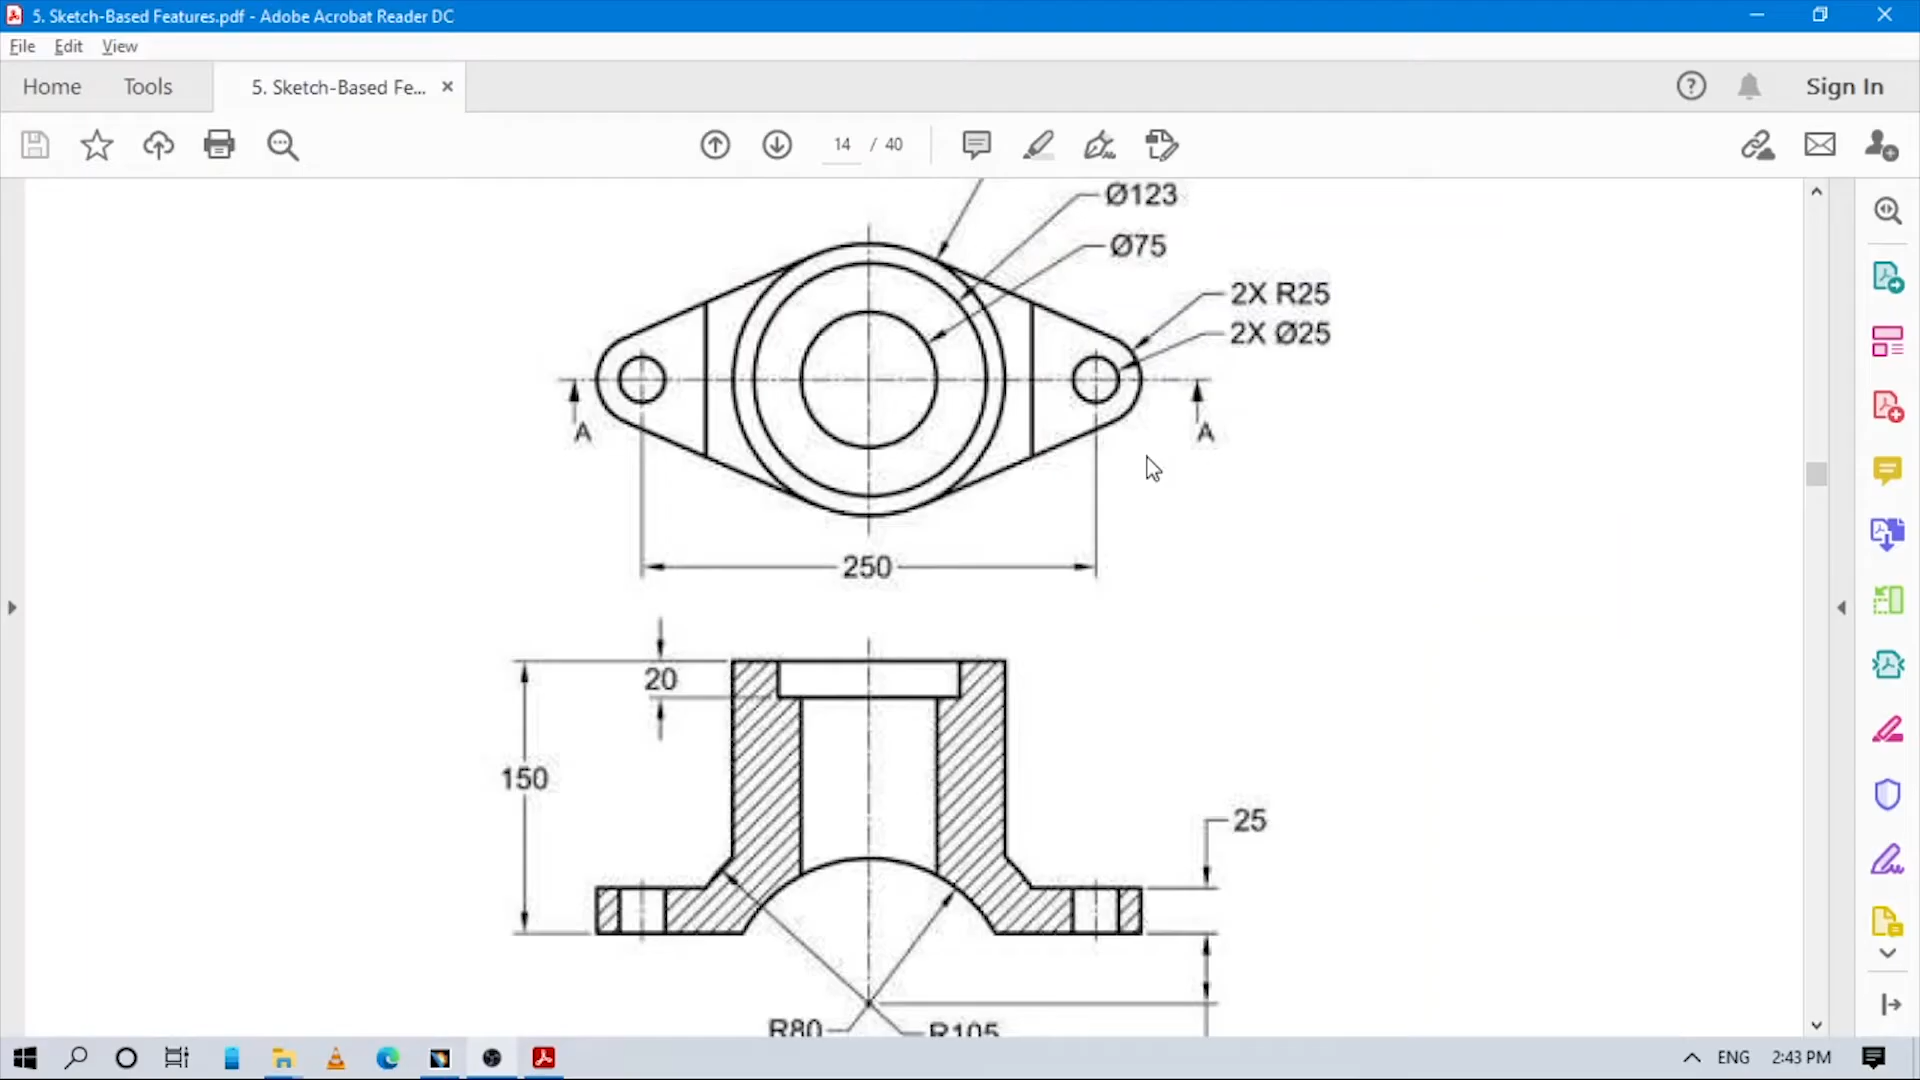 5. Sketch-Based Features.pdf - Adobe Acrobat Reader DC
File Edit View
Home Tools 5. Sketch-Based Fe... × Sign In
14 / 40
Ø123
Ø75
2X R25
2X Ø25
A A
250
20
150
25
R80 R105
ENG 2:43 PM